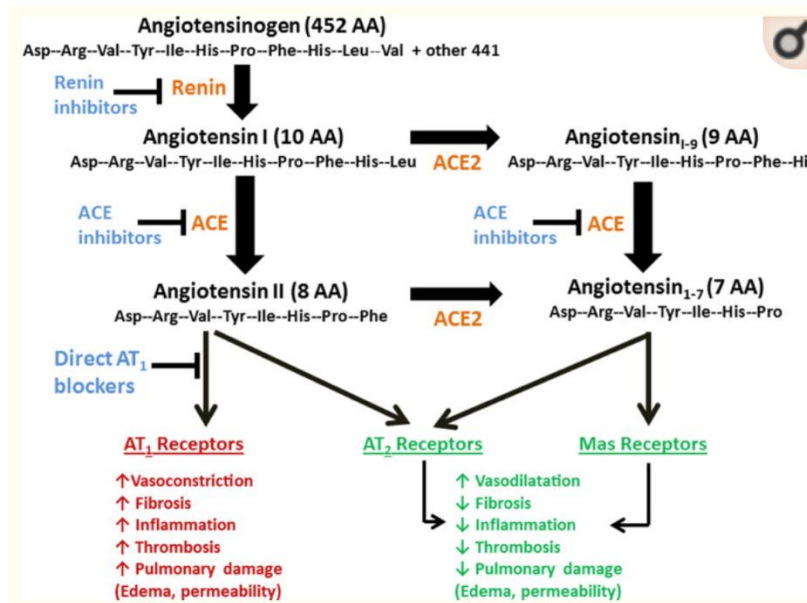 Angiotensinogen (452 AA)
Asp--Arg--Val--Tyr--Ile--His--Pro--Phe--His--Leu--Val + other 441
Renin inhibitors
Renin
Angiotensin I (10 AA)
Asp--Arg--Val--Tyr--Ile--His--Pro--Phe--His--Leu
ACE2
AngiotensinI-9 (9 AA)
Asp--Arg--Val--Tyr--Ile--His--Pro--Phe--Hi
ACE
inhibitors
ACE
ACE
inhibitors
ACE
Angiotensin II (8 AA)
Asp--Arg--Val--Tyr--Ile--His--Pro--Phe
ACE2
Angiotensin1-7 (7 AA)
Asp--Arg--Val--Tyr--Ile--His--Pro
Direct AT1
blockers
AT1 Receptors
↑Vasoconstriction
↑ Fibrosis
↑ Inflammation
↑ Thrombosis
↑ Pulmonary damage
(Edema, permeability)
AT2 Receptors
Mas Receptors
↑ Vasodilatation
↓ Fibrosis
↓ Inflammation
↓ Thrombosis
↓ Pulmonary damage
(Edema, permeability)